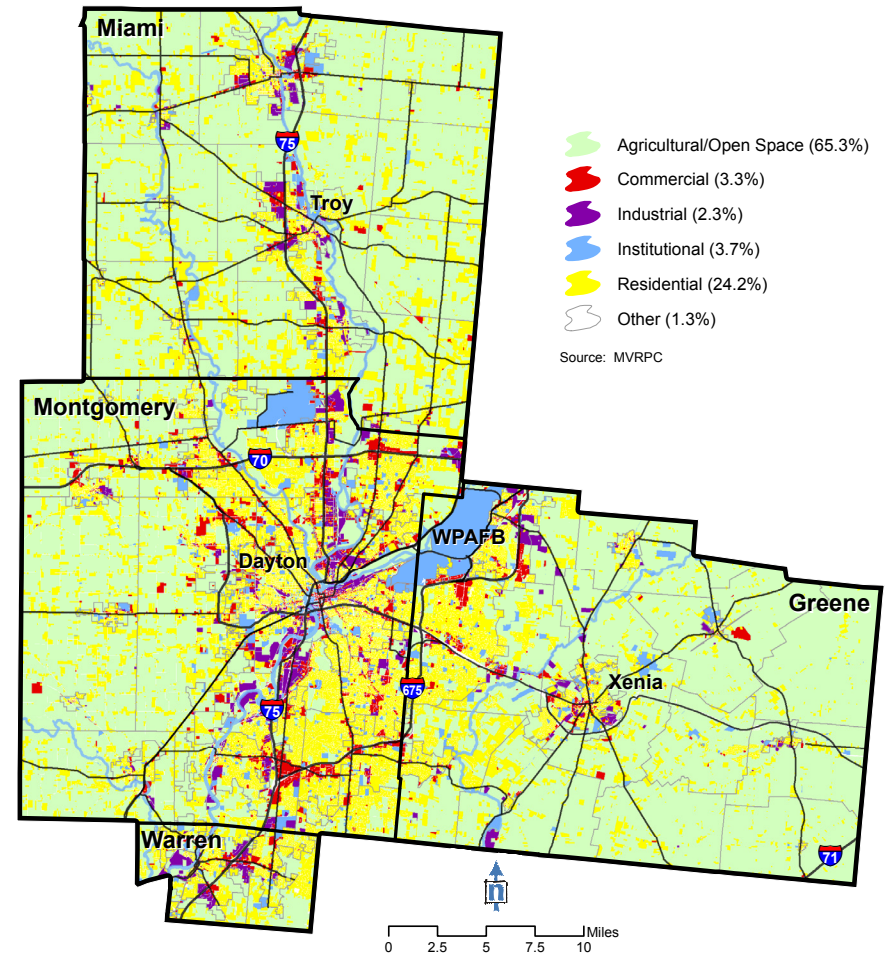 Miami
75
Troy
Agricultural/Open Space (65.3%)
Commercial (3.3%)
Industrial (2.3%)
Institutional (3.7%)
Residential (24.2%)
Other (1.3%)
Source: MVRPC
Montgomery
70
WPAFB
Dayton
Greene
Xenia
675
75
Warren
71
n
Miles
0 2.5 5 7.5 10